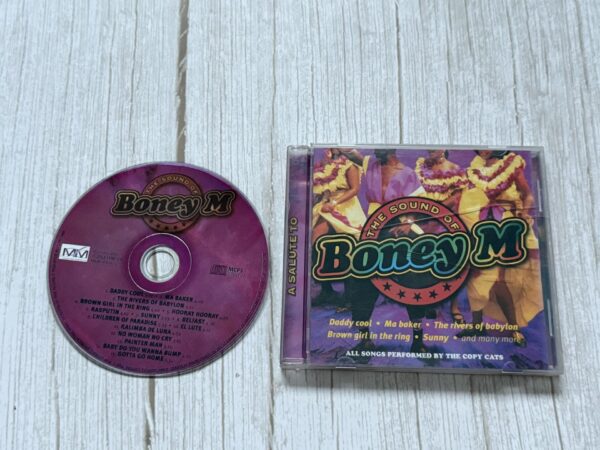 THE SOUND OF
Boney M
MM
MCPS
DADDY COOL MA BAKER
THE RIVERS OF BABYLON
BROWN GIRL IN THE RING HOORAY HOORAY
RASPUTIN SUNNY BELFAST
CHILDREN OF PARADISE EL LUTE
KALIMBA DE LUNA
NO WOMAN NO CRY
PAINTER MAN
BABY DO YOU WANNA BUMP
GOTTA GO HOME
A SALUTE TO
THE SOUND OF
Boney M
Daddy cool • Ma baker • The rivers of babylon
Brown girl in the ring • Sunny • and many more
ALL SONGS PERFORMED BY THE COPY CATS